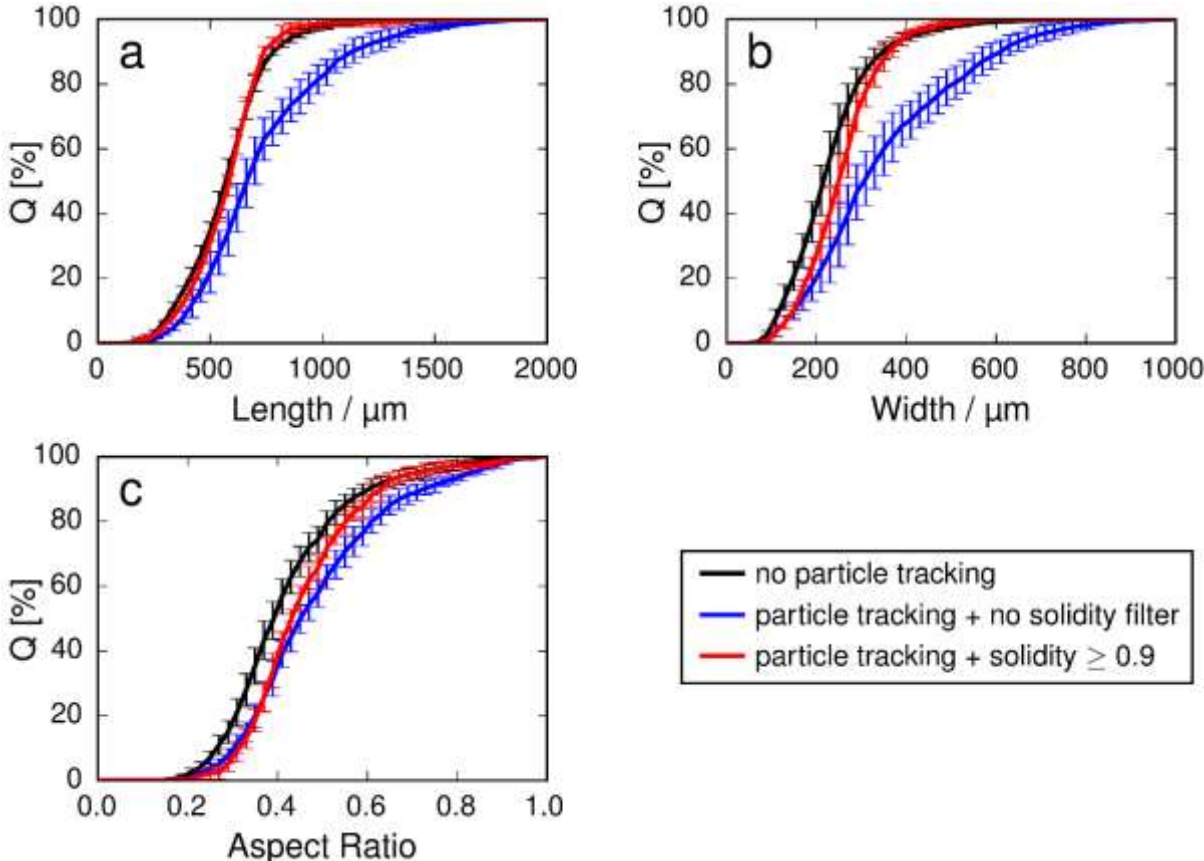 a
Q [%]
100
80
60
40
20
0
0 500 1000 1500 2000
Length / µm
b
Q [%]
100
80
60
40
20
0
0 200 400 600 800 1000
Width / µm
c
Q [%]
100
80
60
40
20
0
0.0 0.2 0.4 0.6 0.8 1.0
Aspect Ratio
no particle tracking
particle tracking + no solidity filter
particle tracking + solidity ≥ 0.9